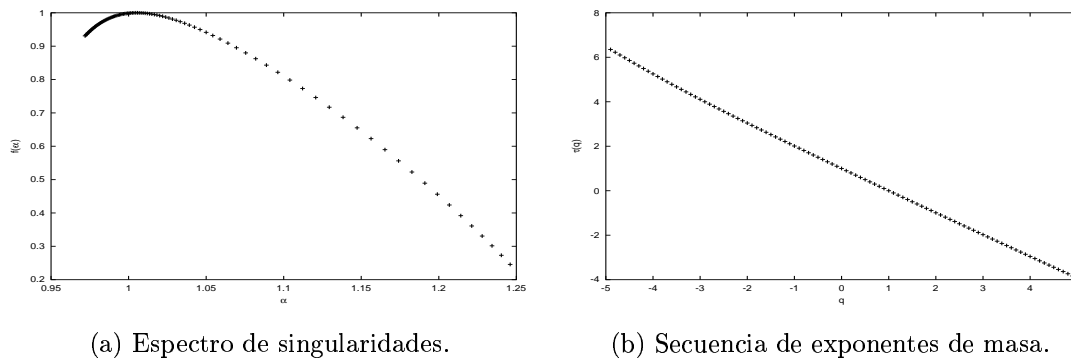 1
0.9
0.8
0.7
0.6
0.5
0.4
0.3
0.2
f(α)
0.95 1 1.05 1.1 1.15 1.2 1.25
α
8
6
4
2
0
-2
-4
τ(q)
-5 -4 -3 -2 -1 0 1 2 3 4
q
(a) Espectro de singularidades.
(b) Secuencia de exponentes de masa.